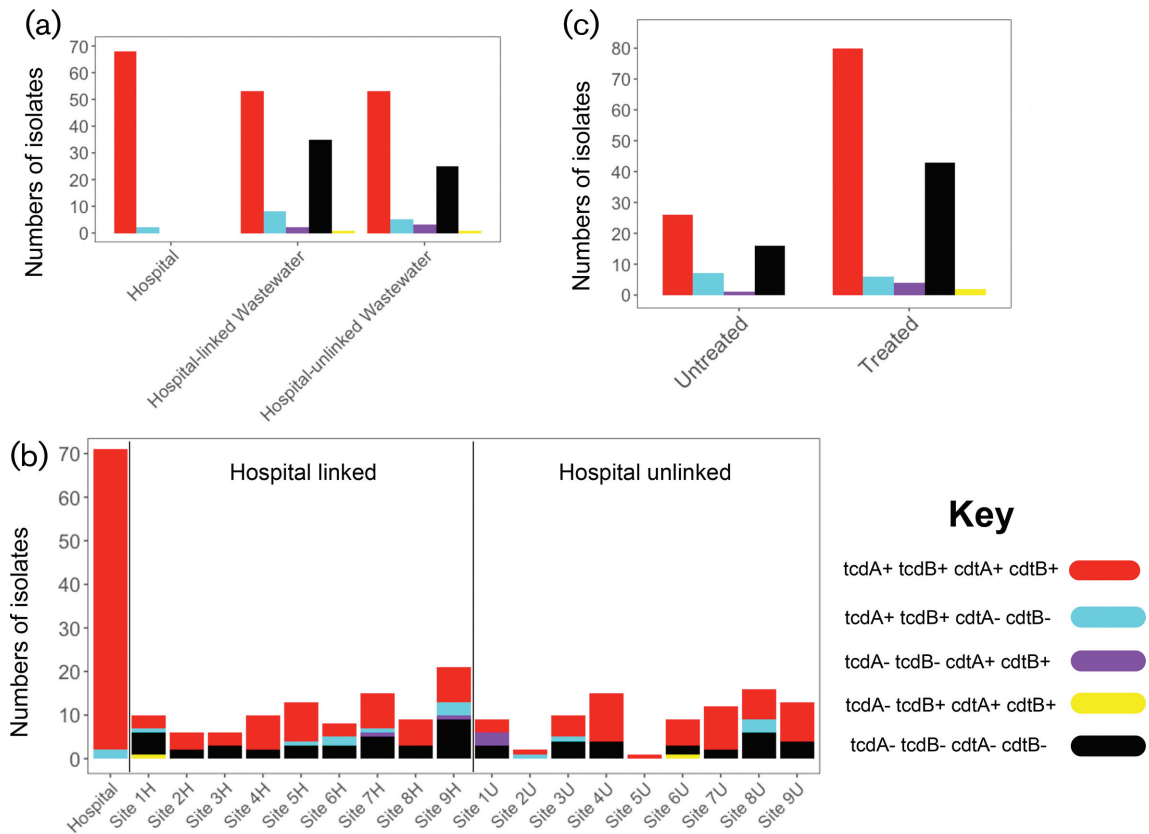 (a)
Numbers of isolates
70
60
50
40
30
20
10
0
Hospital
Hospital-linked Wastewater
Hospital-unlinked Wastewater
(c)
Numbers of isolates
80
70
60
50
40
30
20
10
0
Untreated
Treated
(b)
Numbers of isolates
70
60
50
40
30
20
10
0
Hospital linked
Hospital unlinked
Hospital
Site 1H
Site 2H
Site 3H
Site 4H
Site 5H
Site 6H
Site 7H
Site 8H
Site 9H
Site 1U
Site 2U
Site 3U
Site 4U
Site 5U
Site 6U
Site 7U
Site 8U
Site 9U
Key
tcdA+ tcdB+ cdtA+ cdtB+
tcdA+ tcdB+ cdtA- cdtB-
tcdA- tcdB- cdtA+ cdtB+
tcdA- tcdB+ cdtA+ cdtB+
tcdA- tcdB- cdtA- cdtB-